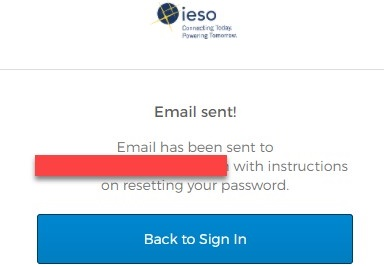 ieso
Connecting Today.
Powering Tomorrow.
Email sent!
Email has been sent to
with instructions
on resetting your password.
Back to Sign In